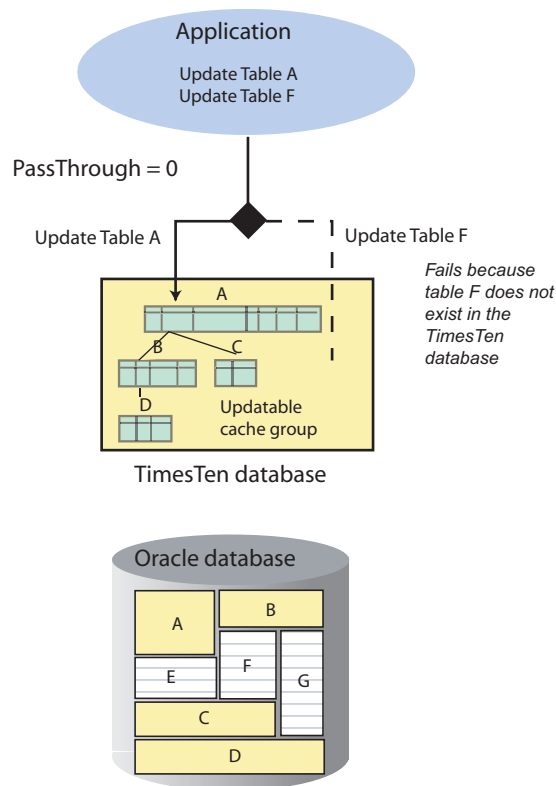 Application
Update Table A
Update Table F
PassThrough = 0
Update Table A
Update Table F
Fails because
table F does not
exist in the
TimesTen
database
A
B
C
D
Updatable
cache group
TimesTen database
Oracle database
A
B
E
F
G
C
D